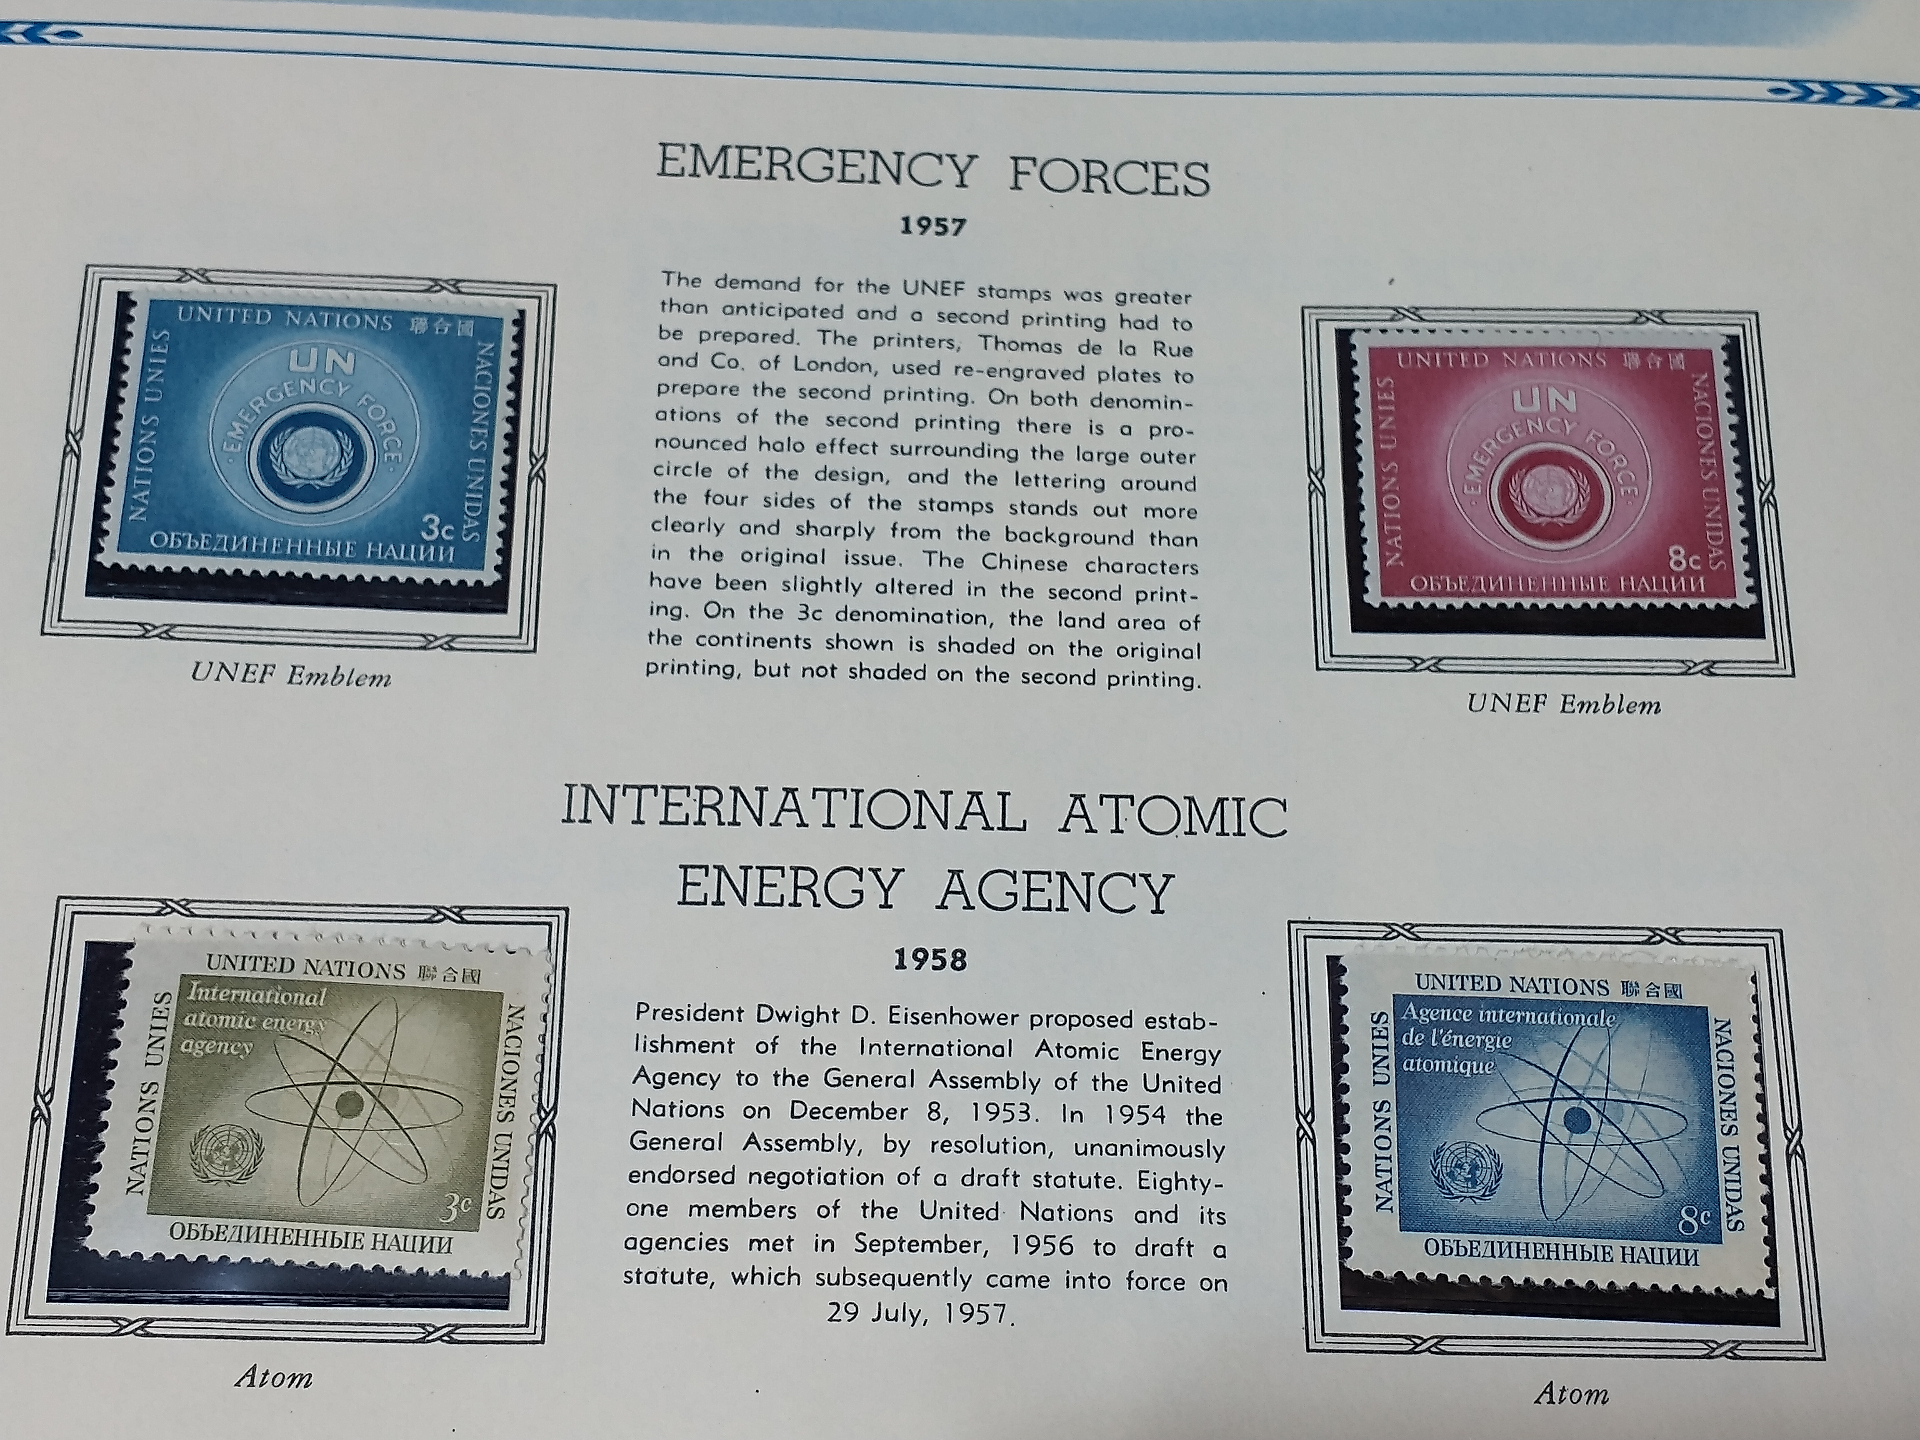 EMERGENCY FORCES
1957
UNITED NATIONS 聯合國
NATIONS UNIES
UN
EMERGENCY FORCE
NACIONES UNIDAS
3c
ОБЪЕДИНЕННЫЕ НАЦИИ
UNEF Emblem
The demand for the UNEF stamps was greater
than anticipated and a second printing had to
be prepared. The printers, Thomas de la Rue
and Co. of London, used re-engraved plates to
prepare the second printing. On both denomin-
ations of the second printing there is a pro-
nounced halo effect surrounding the large outer
circle of the design, and the lettering around
the four sides of the stamps stands out more
clearly and sharply from the background than
in the original issue. The Chinese characters
have been slightly altered in the second print-
ing. On the 3c denomination, the land area of
the continents shown is shaded on the original
printing, but not shaded on the second printing.
UNITED NATIONS 聯合國
NATIONS UNIES
UN
EMERGENCY FORCE
NACIONES UNIDAS
8c
ОБЪЕДИНЕННЫЕ НАЦИИ
UNEF Emblem
INTERNATIONAL ATOMIC
ENERGY AGENCY
1958
UNITED NATIONS 聯合國
NATIONS UNIES
International
atomic energy
agency
NACIONES UNIDAS
3c
ОБЪЕДИНЕННЫЕ НАЦИИ
Atom
President Dwight D. Eisenhower proposed estab-
lishment of the International Atomic Energy
Agency to the General Assembly of the United
Nations on December 8, 1953. In 1954 the
General Assembly, by resolution, unanimously
endorsed negotiation of a draft statute. Eighty-
one members of the United Nations and its
agencies met in September, 1956 to draft a
statute, which subsequently came into force on
29 July, 1957.
UNITED NATIONS 聯合國
NATIONS UNIES
Agence internationale
de l'énergie
atomique
NACIONES UNIDAS
8c
ОБЪЕДИНЕННЫЕ НАЦИИ
Atom